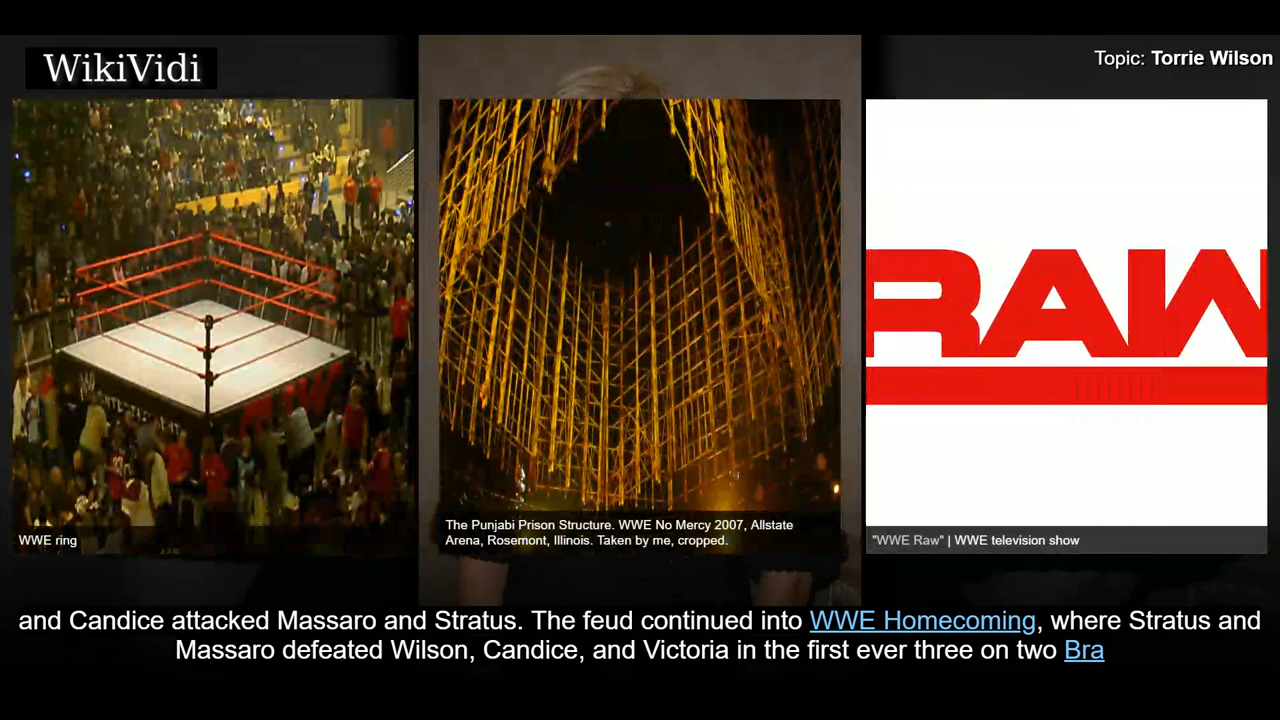 WikiVidi
Topic: Torrie Wilson
WWE ring
The Punjabi Prison Structure. WWE No Mercy 2007, Allstate
Arena, Rosemont, Illinois. Taken by me, cropped.
RAW
"WWE Raw" | WWE television show
and Candice attacked Massaro and Stratus. The feud continued into WWE Homecoming, where Stratus and
Massaro defeated Wilson, Candice, and Victoria in the first ever three on two Bra